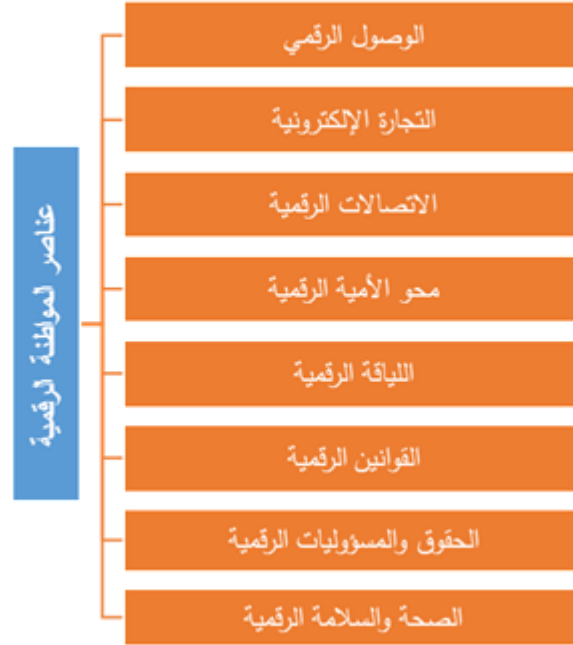 عناصر المواطنة الرقمية
الوصول الرقمي
التجارة الإلكترونية
الاتصالات الرقمية
محو الأمية الرقمية
اللياقة الرقمية
القوانين الرقمية
الحقوق والمسؤوليات الرقمية
الصحة والسلامة الرقمية